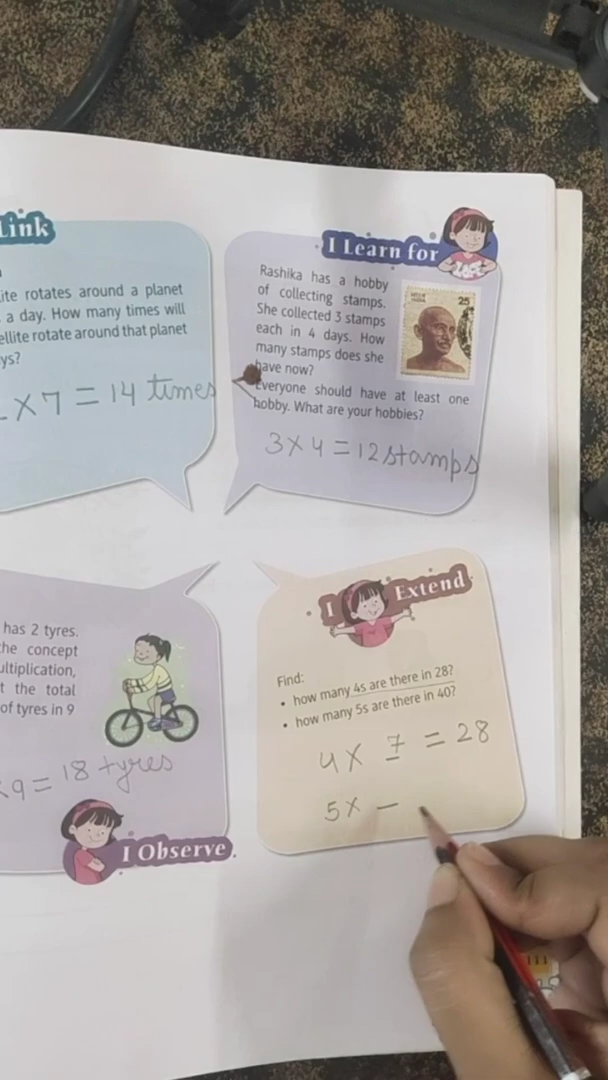 Link
ite rotates around a planet
a day. How many times will
ellite rotate around that planet
ys?
X7 = 14 times
I Learn for
Rashika has a hobby
of collecting stamps.
She collected 3 stamps
each in 4 days. How
many stamps does she
have now?
Everyone should have at least one
hobby. What are your hobbies?
25
3X4=12stamps
has 2 tyres.
he concept
ultiplication,
t the total
of tyres in 9
x9=18 tyres
I Observe
I Extend
Find:
• how many 4s are there in 28?
• how many 5s are there in 40?
4X 7 = 28
5X –